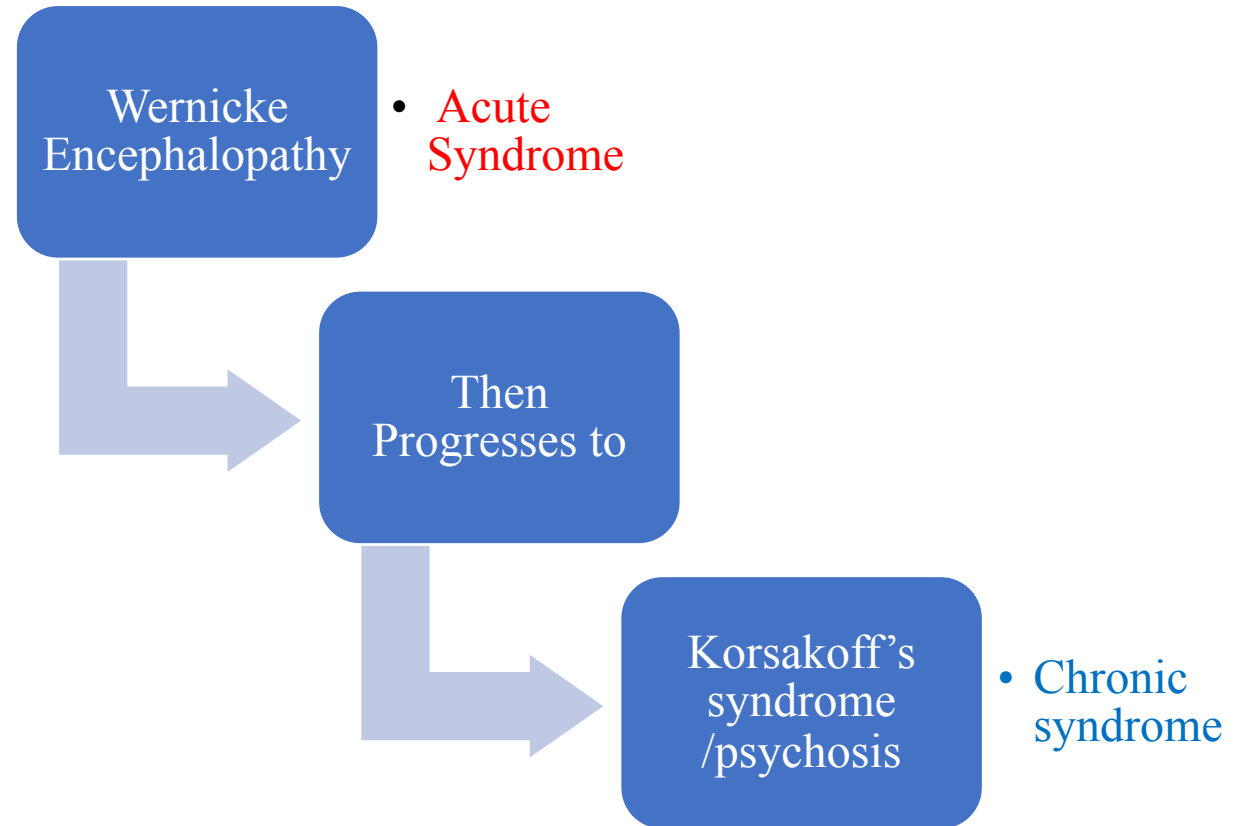 Wernicke
Encephalopathy
• Acute
Syndrome
Then
Progresses to
Korsakoff’s
syndrome
/psychosis
• Chronic
syndrome